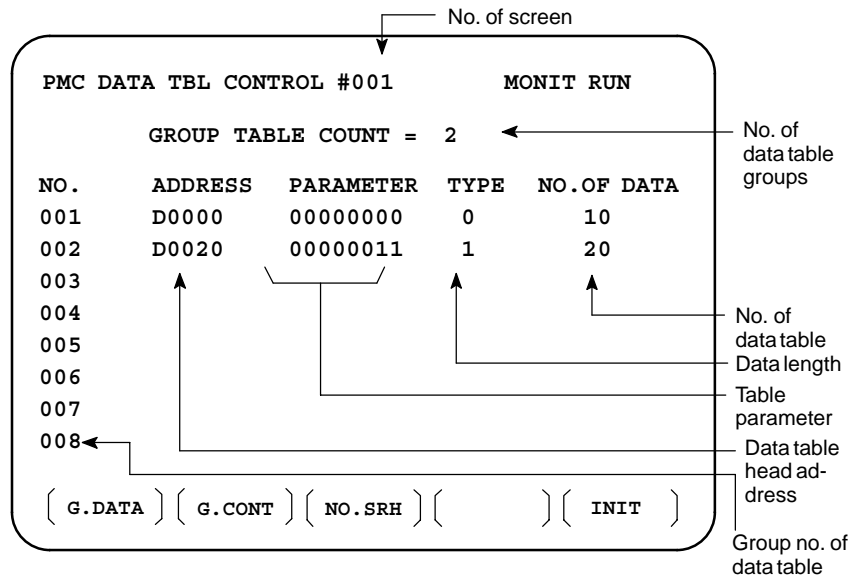 No. of screen
PMC DATA TBL CONTROL #001 MONIT RUN
GROUP TABLE COUNT = 2
No. of
data table
groups
NO. ADDRESS PARAMETER TYPE NO.OF DATA
001 D0000 00000000 0 10
002 D0020 00000011 1 20
003
004
005
006
007
008
No. of
data table
Data length
Table
parameter
Data table
head ad-
dress
Group no. of
data table
G.DATA G.CONT NO.SRH INIT